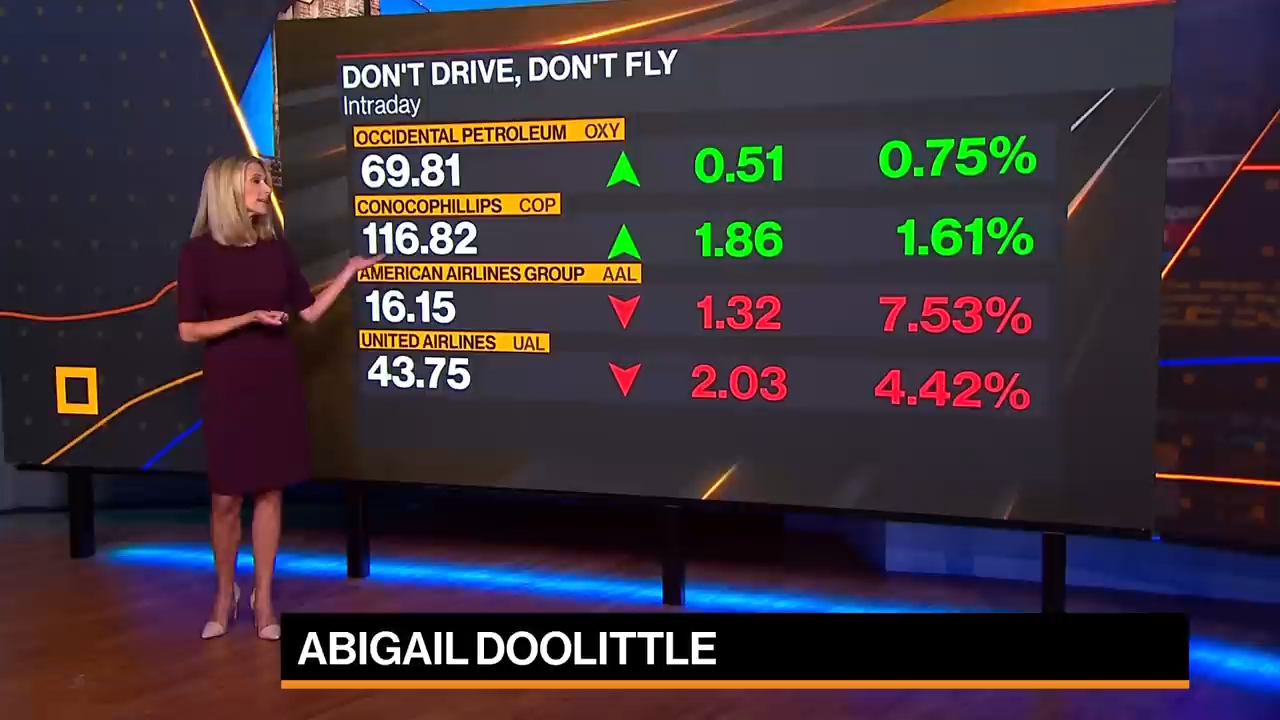 DON'T DRIVE, DON'T FLY
Intraday
OCCIDENTAL PETROLEUM OXY
69.81 0.51 0.75%
CONOCOPHILLIPS COP
116.82 1.86 1.61%
AMERICAN AIRLINES GROUP AAL
16.15 1.32 7.53%
UNITED AIRLINES UAL
43.75 2.03 4.42%
ABIGAIL DOOLITTLE